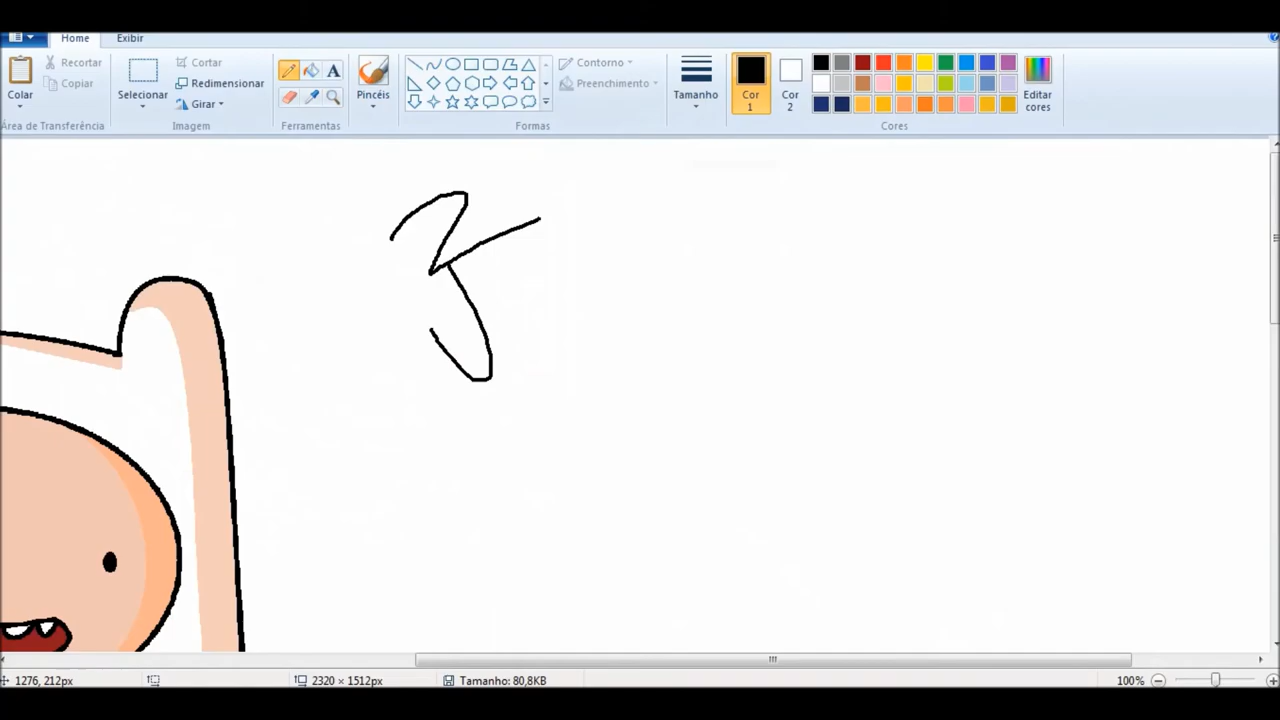 Home Exibir
Colar
Recortar
Copiar
Área de Transferência
Selecionar
Cortar
Redimensionar
Girar
Imagem
A
Ferramentas
Pincéis
Contorno
Preenchimento
Formas
Tamanho
Cor 1
Cor 2
Editar cores
Cores
1276, 212px 2320 × 1512px Tamanho: 80,8KB 100%